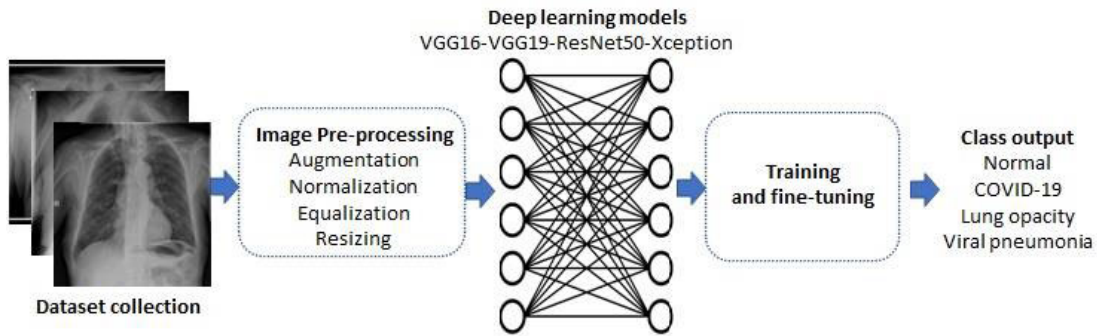 Dataset collection
Image Pre-processing
Augmentation
Normalization
Equalization
Resizing
Deep learning models
VGG16-VGG19-ResNet50-Xception
Training
and fine-tuning
Class output
Normal
COVID-19
Lung opacity
Viral pneumonia